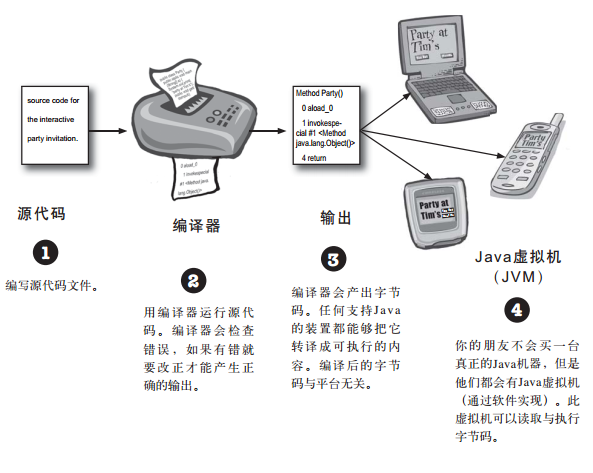 source code for
the interactive
party invitation.
0 aload_0
1 invokespecial
#1 <Method java.
lang.Object()>
Method Party()
0 aload_0
1 invokespe-
cial #1 <Method
java.lang.Object()>
4 return
Party at
Tim's
Party
Tim's
Party at
Tim's
源代码
编译器
输出
Java虚拟机
（JVM）
1
编写源代码文件。
2
用编译器运行源代
码。编译器会检查
错误，如果有错就
要改正才能产生正
确的输出。
3
编译器会产出字节
码。任何支持Java
的装置都能够把它
转译成可执行的内
容。编译后的字节
码与平台无关。
4
你的朋友不会买一台
真正的Java机器，但是
他们都会有Java虚拟机
（通过软件实现）。此
虚拟机可以读取与执行
字节码。